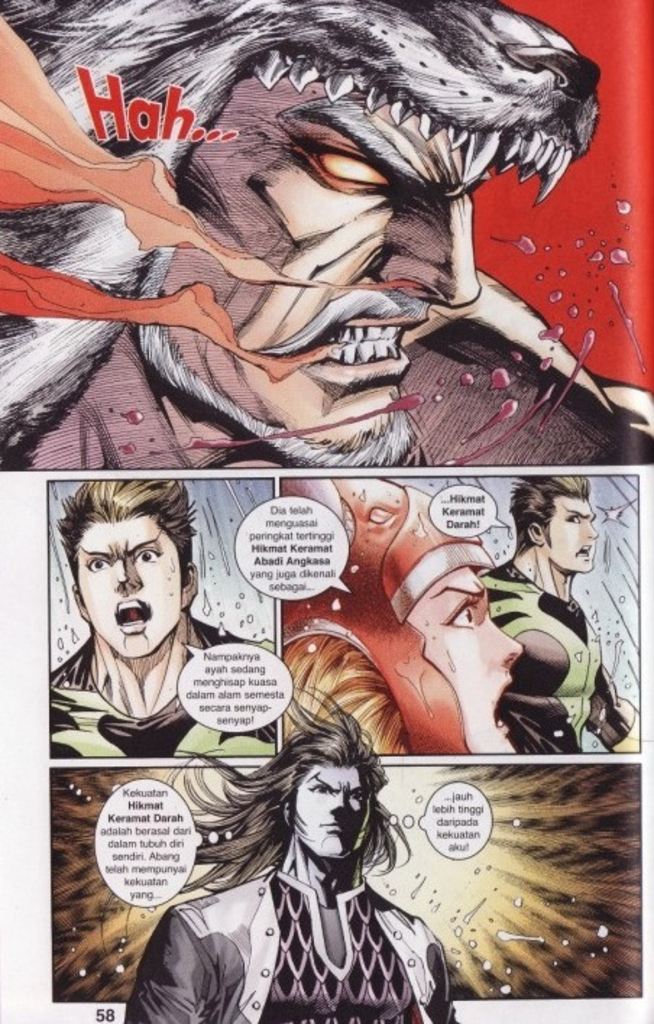 Hah...
Nampaknya
ayah sedang
menghisap kuasa
dalam alam semesta
secara senyap-
senyap!
Dia telah
menguasai
peringkat tertinggi
Hikmat Keramat
Abadi Angkasa
yang juga dikenali
sebagai...
...Hikmat
Keramat
Darah!
Kekuatan
Hikmat
Keramat Darah
adalah berasal dari
dalam tubuh diri
sendiri. Abang
telah mempunyai
kekuatan
yang...
...jauh
lebih tinggi
daripada
kekuatan
aku!
58